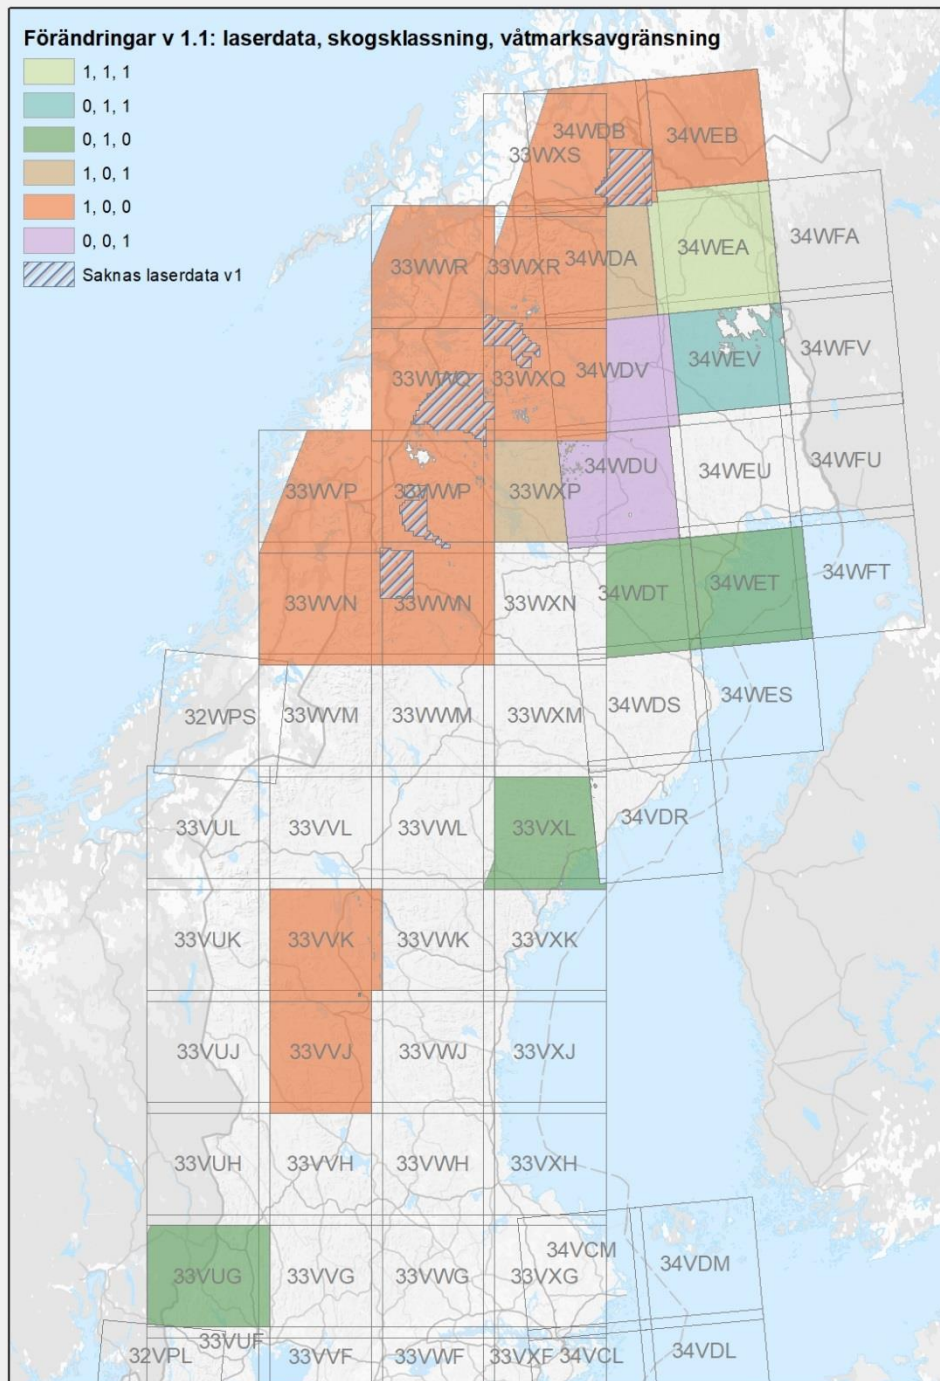 Förändringar v 1.1: laserdata, skogsklassning, våtmarksavgränsning
1, 1, 1
0, 1, 1
0, 1, 0
1, 0, 1
1, 0, 0
0, 0, 1
Saknas laserdata v1
34WDB
34WEB
33WXS
34WFA
34WEA
34WDA
33WWR
33WXR
34WFV
34WEV
34WDV
33WWQ
33WXQ
34WFU
34WEU
34WDU
33WVP
33WWP
33WXP
34WFT
34WET
34WDT
33WVN
33WWN
33WXN
34WES
34WDS
32WPS
33WVM
33WWM
33WXM
34VDR
33VUL
33VVL
33VWL
33VXL
33VUK
33VVK
33VWK
33VXK
33VUJ
33VVJ
33VWJ
33VXJ
33VUH
33VVH
33VWH
33VXH
34VCM
34VDM
33VUG
33VVG
33VWG
33VXG
33VUF
32VPL
33VVF
33VWF
33VXF
34VCL
34VDL